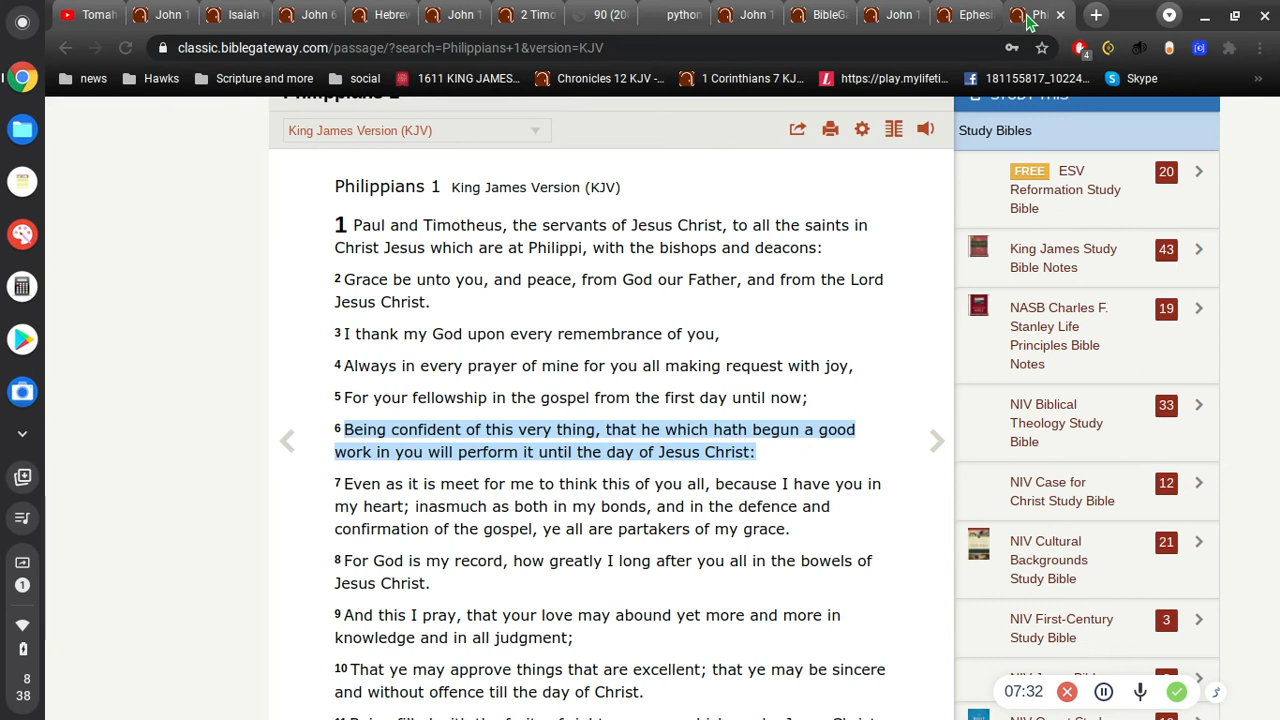 Tomah
John 1
Isaiah
John 6
Hebrew
John 1
2 Timo
90 (20
python
John 1
BibleG
John 1
Ephesi
Phi
classic.biblegateway.com/passage/?search=Philippians+1&version=KJV
4
news
Hawks
Scripture and more
social
1611 KING JAMES...
Chronicles 12 KJV -...
1 Corinthians 7 KJ...
https://play.mylifeti...
181155817_10224...
Skype
»
King James Version (KJV)
Philippians 1 King James Version (KJV)
1 Paul and Timotheus, the servants of Jesus Christ, to all the saints in
Christ Jesus which are at Philippi, with the bishops and deacons:
2 Grace be unto you, and peace, from God our Father, and from the Lord
Jesus Christ.
3 I thank my God upon every remembrance of you,
4 Always in every prayer of mine for you all making request with joy,
5 For your fellowship in the gospel from the first day until now;
6 Being confident of this very thing, that he which hath begun a good
work in you will perform it until the day of Jesus Christ:
7 Even as it is meet for me to think this of you all, because I have you in
my heart; inasmuch as both in my bonds, and in the defence and
confirmation of the gospel, ye all are partakers of my grace.
8 For God is my record, how greatly I long after you all in the bowels of
Jesus Christ.
9 And this I pray, that your love may abound yet more and more in
knowledge and in all judgment;
10 That ye may approve things that are excellent; that ye may be sincere
and without offence till the day of Christ.
STUDY THIS
Study Bibles
FREE ESV
Reformation Study
Bible
20
King James Study
Bible Notes
43
NASB Charles F.
Stanley Life
Principles Bible
Notes
19
NIV Biblical
Theology Study
Bible
33
NIV Case for
Christ Study Bible
12
NIV Cultural
Backgrounds
Study Bible
21
NIV First-Century
Study Bible
3
07:32
1
8
38